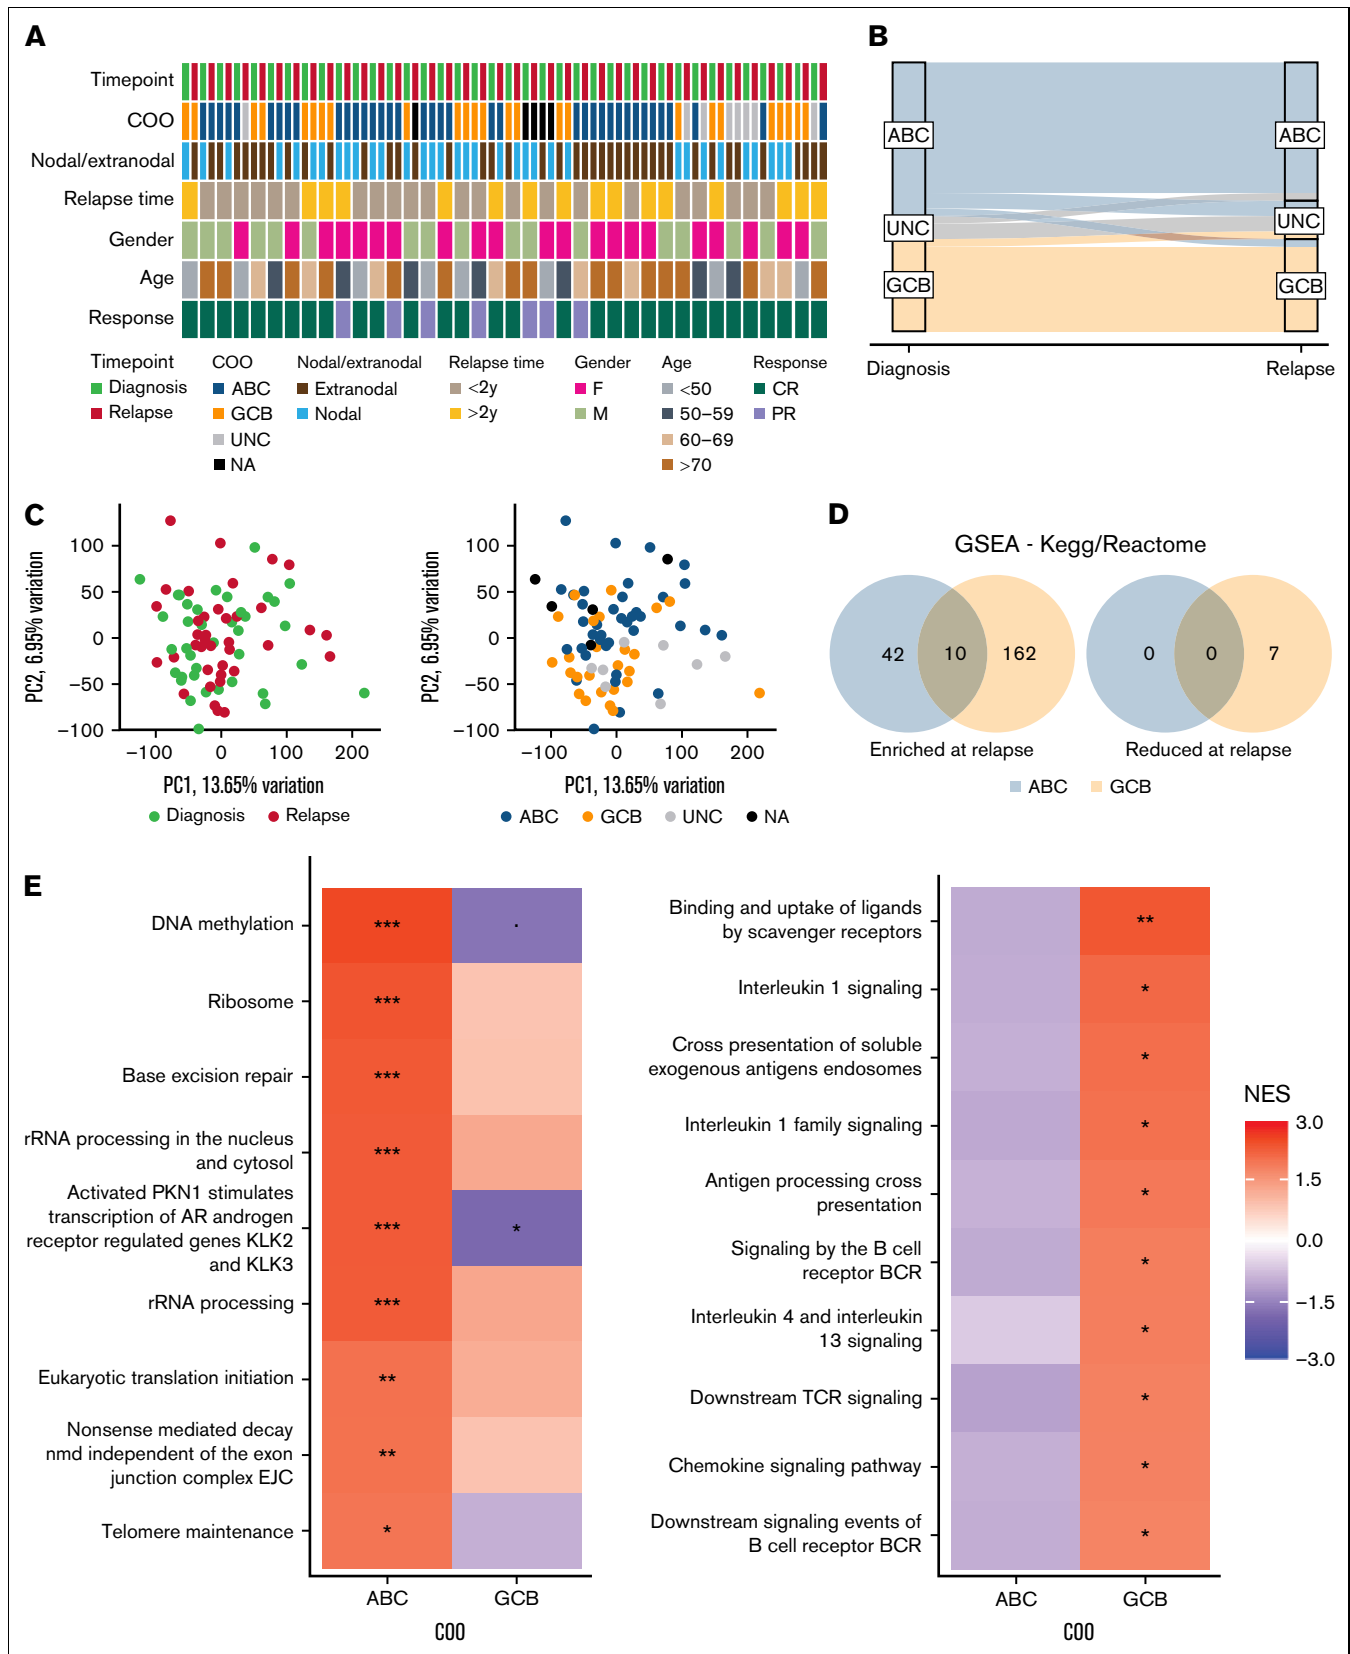 A
Timepoint
COO
Nodal/extranodal
Relapse time
Gender
Age
Response
Timepoint
Diagnosis
Relapse
COO
ABC
GCB
UNC
NA
Nodal/extranodal
Extranodal
Nodal
Relapse time
<2y
>2y
Gender
F
M
Age
<50
50–59
60–69
>70
Response
CR
PR
B
ABC
UNC
GCB
ABC
UNC
GCB
Diagnosis
Relapse
C
PC2, 6.95% variation
100
50
0
−50
−100
−100
0
100
200
PC1, 13.65% variation
Diagnosis
Relapse
PC2, 6.95% variation
100
50
0
−50
−100
−100
0
100
200
PC1, 13.65% variation
ABC
GCB
UNC
NA
D
GSEA - Kegg/Reactome
42
10
162
0
0
7
Enriched at relapse
Reduced at relapse
ABC
GCB
E
DNA methylation
***
.
Ribosome
***
Base excision repair
***
rRNA processing in the nucleus
and cytosol
***
Activated PKN1 stimulates
transcription of AR androgen
receptor regulated genes KLK2
and KLK3
***
*
rRNA processing
***
Eukaryotic translation initiation
**
Nonsense mediated decay
nmd independent of the exon
junction complex EJC
**
Telomere maintenance
*
ABC
GCB
COO
Binding and uptake of ligands
by scavenger receptors
**
Interleukin 1 signaling
*
Cross presentation of soluble
exogenous antigens endosomes
*
Interleukin 1 family signaling
*
Antigen processing cross
presentation
*
Signaling by the B cell
receptor BCR
*
Interleukin 4 and interleukin
13 signaling
*
Downstream TCR signaling
*
Chemokine signaling pathway
*
Downstream signaling events of
B cell receptor BCR
*
ABC
GCB
COO
NES
3.0
1.5
0.0
−1.5
−3.0